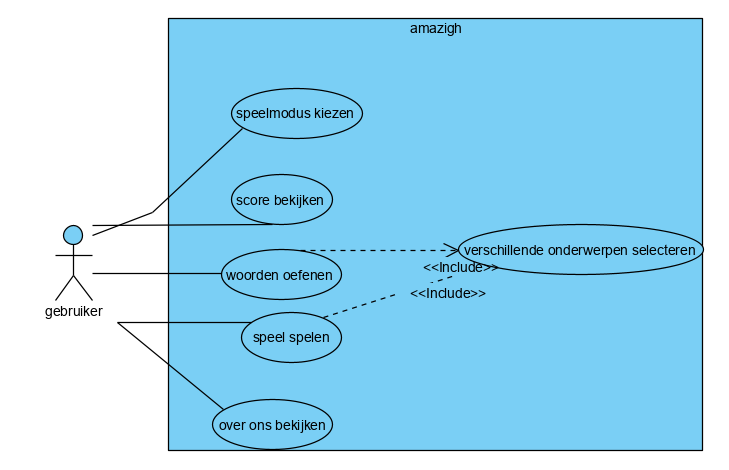 amazigh
speelmodus kiezen
score bekijken
verschillende onderwerpen selecteren
<<Include>>
woorden oefenen
<<Include>>
gebruiker
speel spelen
over ons bekijken